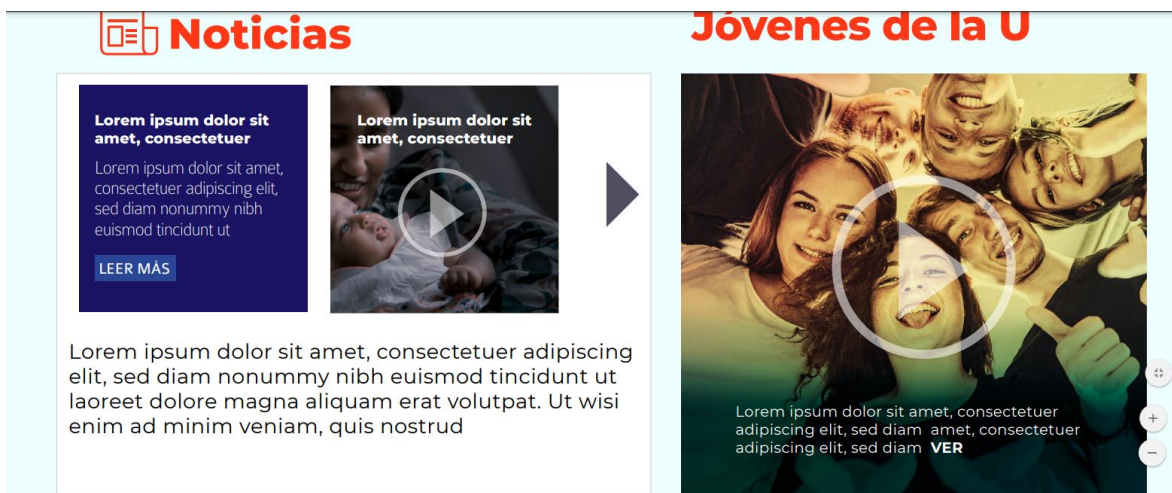 Noticias
Lorem ipsum dolor sit
amet, consectetuer
Lorem ipsum dolor sit amet,
consectetuer adipiscing elit,
sed diam nonummy nibh
euismod tincidunt ut
LEER MÁS
Lorem ipsum dolor sit
amet, consectetuer
Lorem ipsum dolor sit amet, consectetuer adipiscing
elit, sed diam nonummy nibh euismod tincidunt ut
laoreet dolore magna aliquam erat volutpat. Ut wisi
enim ad minim veniam, quis nostrud
Jóvenes de la U
Lorem ipsum dolor sit amet, consectetuer
adipiscing elit, sed diam amet, consectetuer
adipiscing elit, sed diam VER